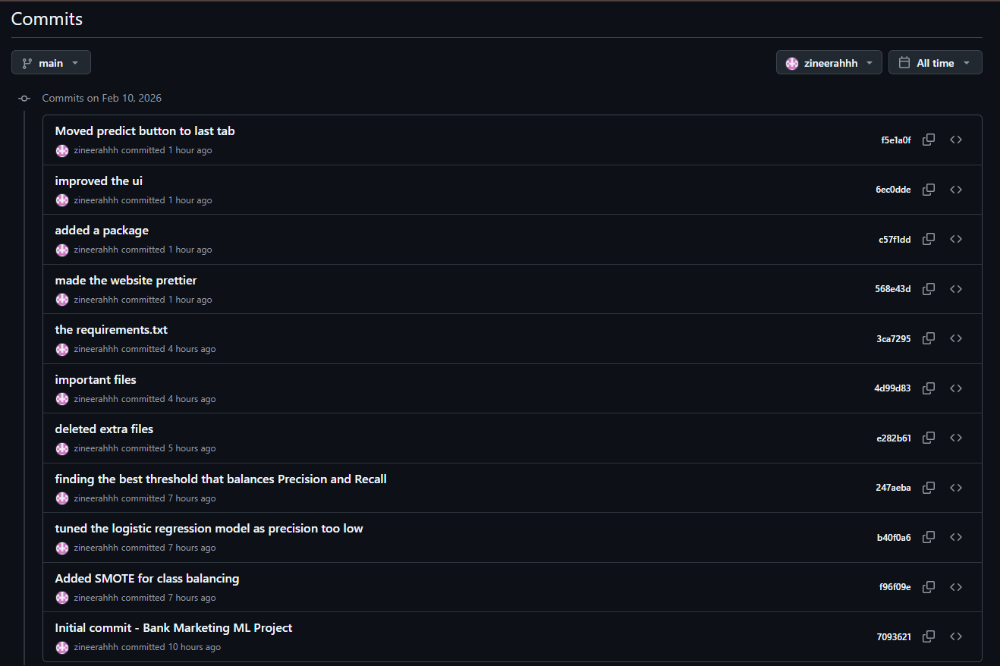 Commits
main
zineerahhh
All time
Commits on Feb 10, 2026
Moved predict button to last tab
zineerahhh committed 1 hour ago
f5e1a0f
improved the ui
zineerahhh committed 1 hour ago
6ec0dde
added a package
zineerahhh committed 1 hour ago
c57f1dd
made the website prettier
zineerahhh committed 1 hour ago
568e43d
the requirements.txt
zineerahhh committed 4 hours ago
3ca7295
important files
zineerahhh committed 4 hours ago
4d99d83
deleted extra files
zineerahhh committed 5 hours ago
e282b61
finding the best threshold that balances Precision and Recall
zineerahhh committed 7 hours ago
247aeba
tuned the logistic regression model as precision too low
zineerahhh committed 7 hours ago
b40f0a6
Added SMOTE for class balancing
zineerahhh committed 7 hours ago
f96f09e
Initial commit - Bank Marketing ML Project
zineerahhh committed 10 hours ago
7093621